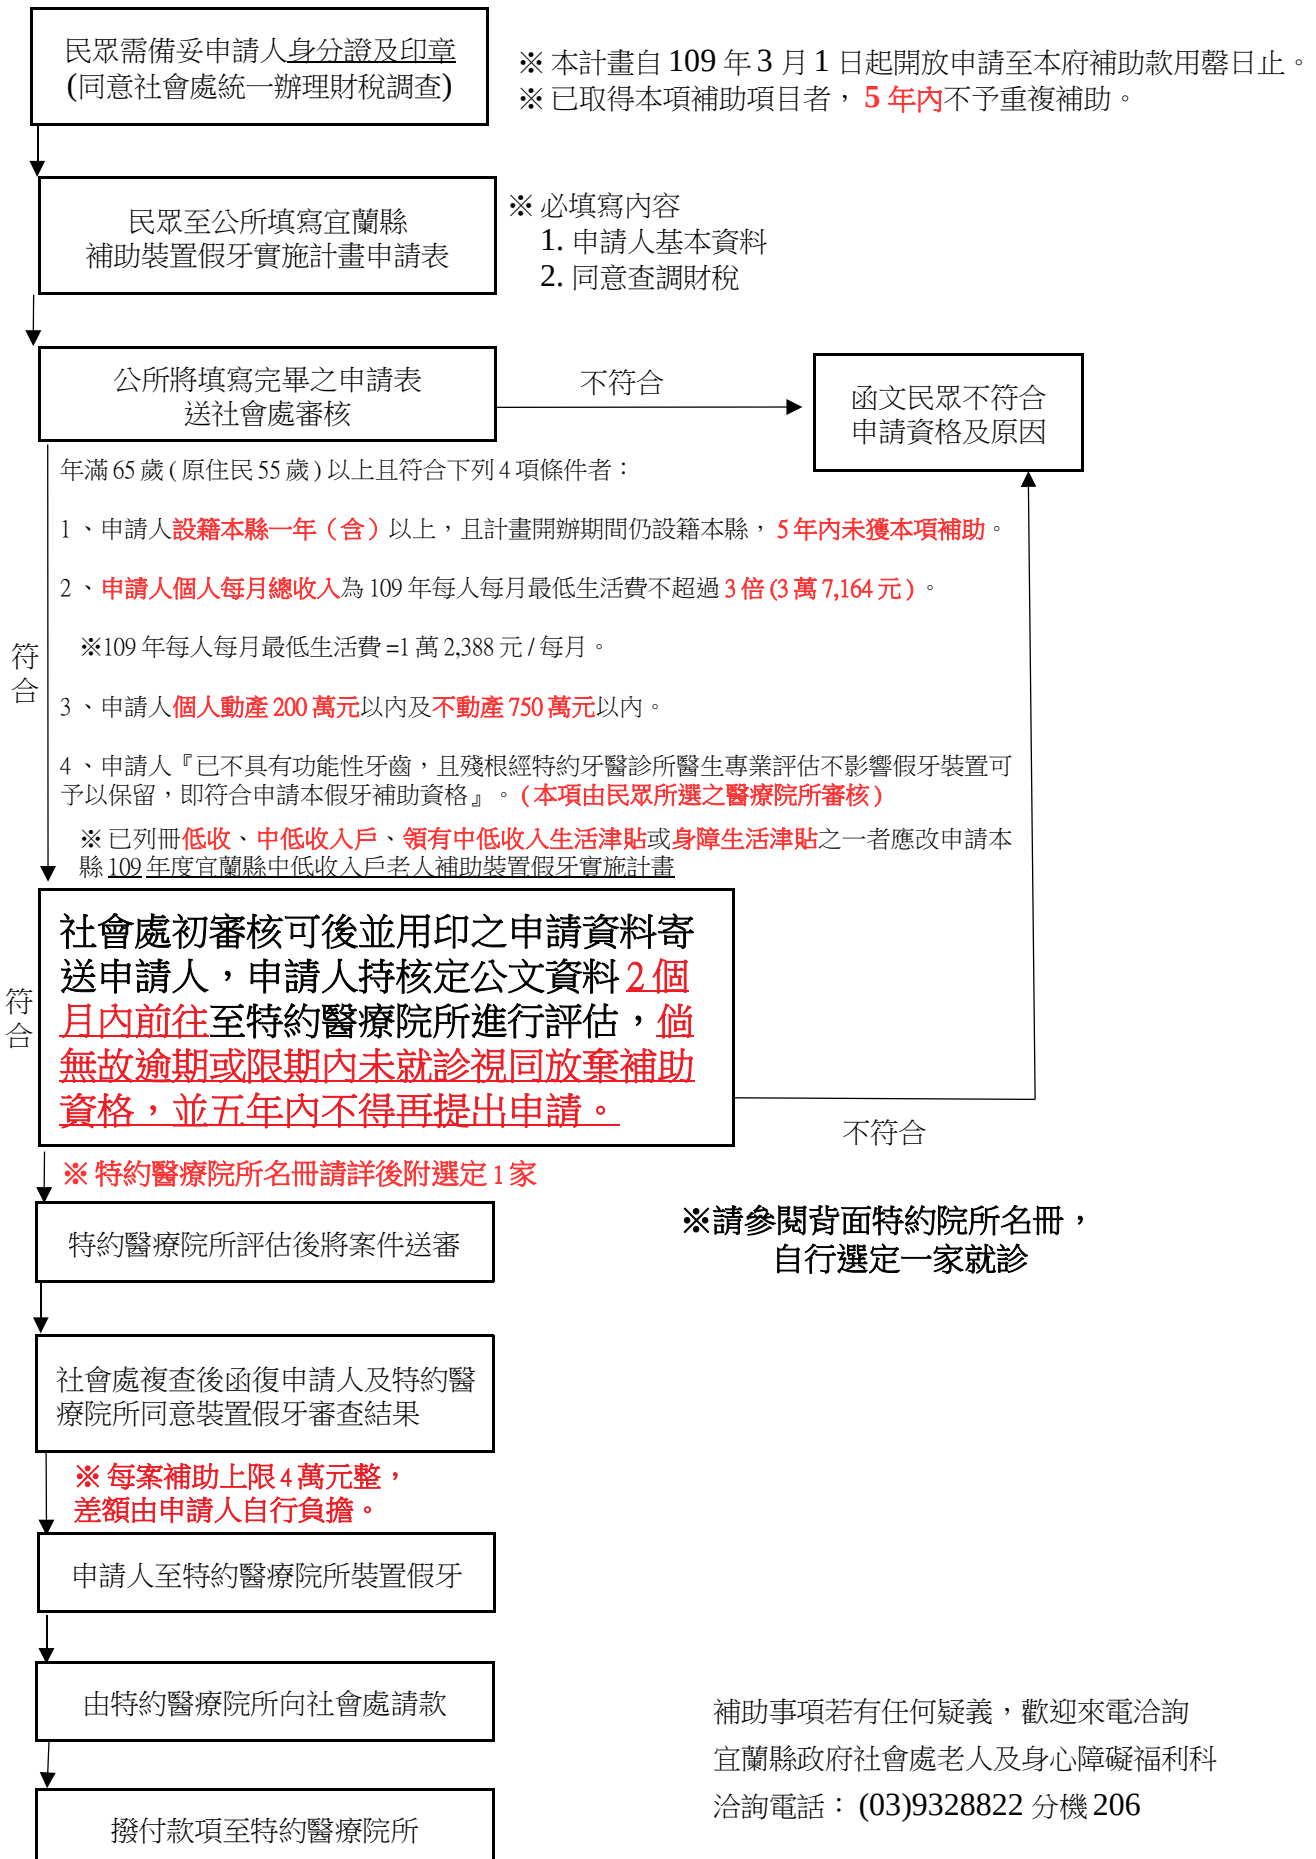 民眾需備妥申請人身分證及印章
(同意社會處統一辦理財稅調查)
※ 本計畫自 109 年 3 月 1 日起開放申請至本府補助款用罄日止。
※ 已取得本項補助項目者， 5 年內不予重複補助。
民眾至公所填寫宜蘭縣
補助裝置假牙實施計畫申請表
※ 必填寫內容
1. 申請人基本資料
2. 同意查調財稅
公所將填寫完畢之申請表
送社會處審核
不符合
函文民眾不符合
申請資格及原因
年滿 65 歲 ( 原住民 55 歲 ) 以上且符合下列 4 項條件者：
1 、申請人設籍本縣一年（含）以上，且計畫開辦期間仍設籍本縣， 5 年內未獲本項補助。
2 、申請人個人每月總收入為 109 年每人每月最低生活費不超過 3 倍 (3 萬 7,164 元 ) 。
※109 年每人每月最低生活費 =1 萬 2,388 元 / 每月。
符合
3 、申請人個人動產 200 萬元以內及不動產 750 萬元以內。
4 、申請人『已不具有功能性牙齒，且殘根經特約牙醫診所醫生專業評估不影響假牙裝置可
予以保留，即符合申請本假牙補助資格』。 ( 本項由民眾所選之醫療院所審核 )
※ 已列冊低收、中低收入戶、領有中低收入生活津貼或身障生活津貼之一者應改申請本
縣 109 年度宜蘭縣中低收入戶老人補助裝置假牙實施計畫
社會處初審核可後並用印之申請資料寄
送申請人，申請人持核定公文資料 2 個
月內前往至特約醫療院所進行評估，倘
無故逾期或限期內未就診視同放棄補助
資格，並五年內不得再提出申請。
符合
不符合
※ 特約醫療院所名冊請詳後附選定 1 家
特約醫療院所評估後將案件送審
※請參閱背面特約院所名冊，
自行選定一家就診
社會處複查後函復申請人及特約醫
療院所同意裝置假牙審查結果
※ 每案補助上限 4 萬元整，
差額由申請人自行負擔。
申請人至特約醫療院所裝置假牙
由特約醫療院所向社會處請款
撥付款項至特約醫療院所
補助事項若有任何疑義，歡迎來電洽詢
宜蘭縣政府社會處老人及身心障礙福利科
洽詢電話： (03)9328822 分機 206